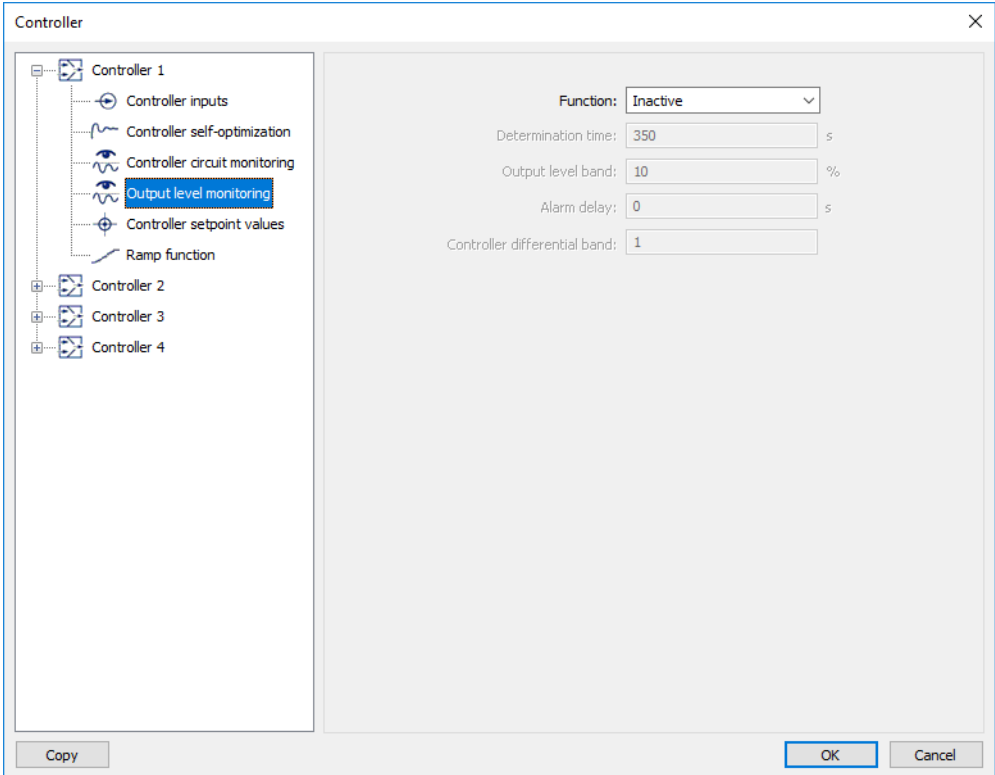 Controller
Controller 1
Controller inputs
Controller self-optimization
Controller circuit monitoring
Output level monitoring
Controller setpoint values
Ramp function
Controller 2
Controller 3
Controller 4
Function: Inactive
Determination time: 350 s
Output level band: 10 %
Alarm delay: 0 s
Controller differential band: 1
Copy
OK
Cancel